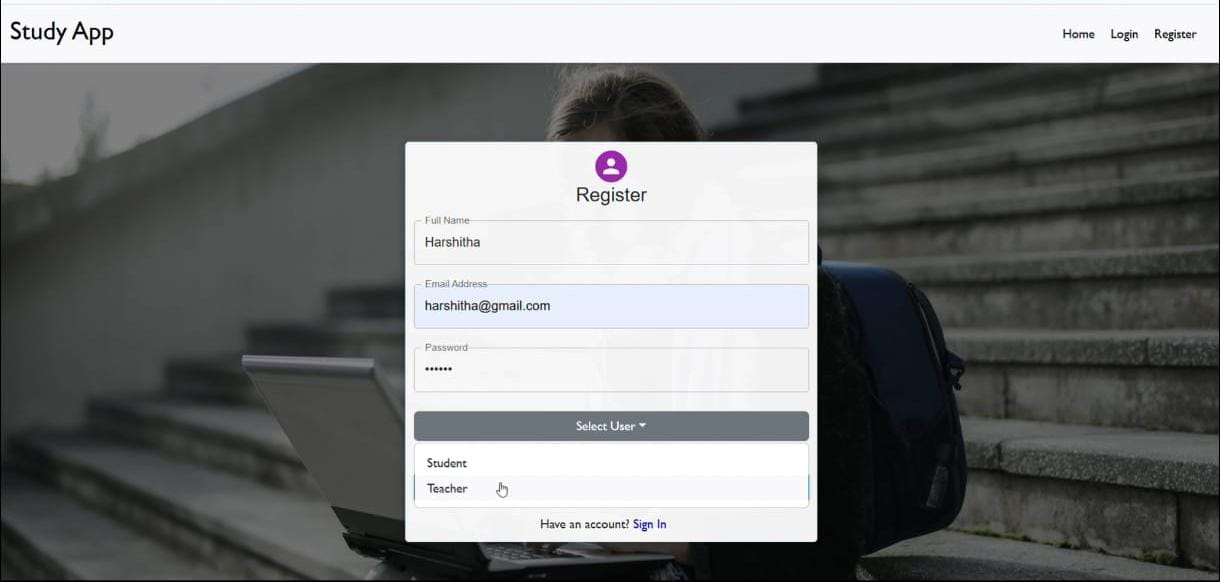 Study App
Home Login Register
Register
Full Name
Harshitha
Email Address
harshitha@gmail.com
Password
••••••
Select User
Student
Teacher
Have an account? Sign In